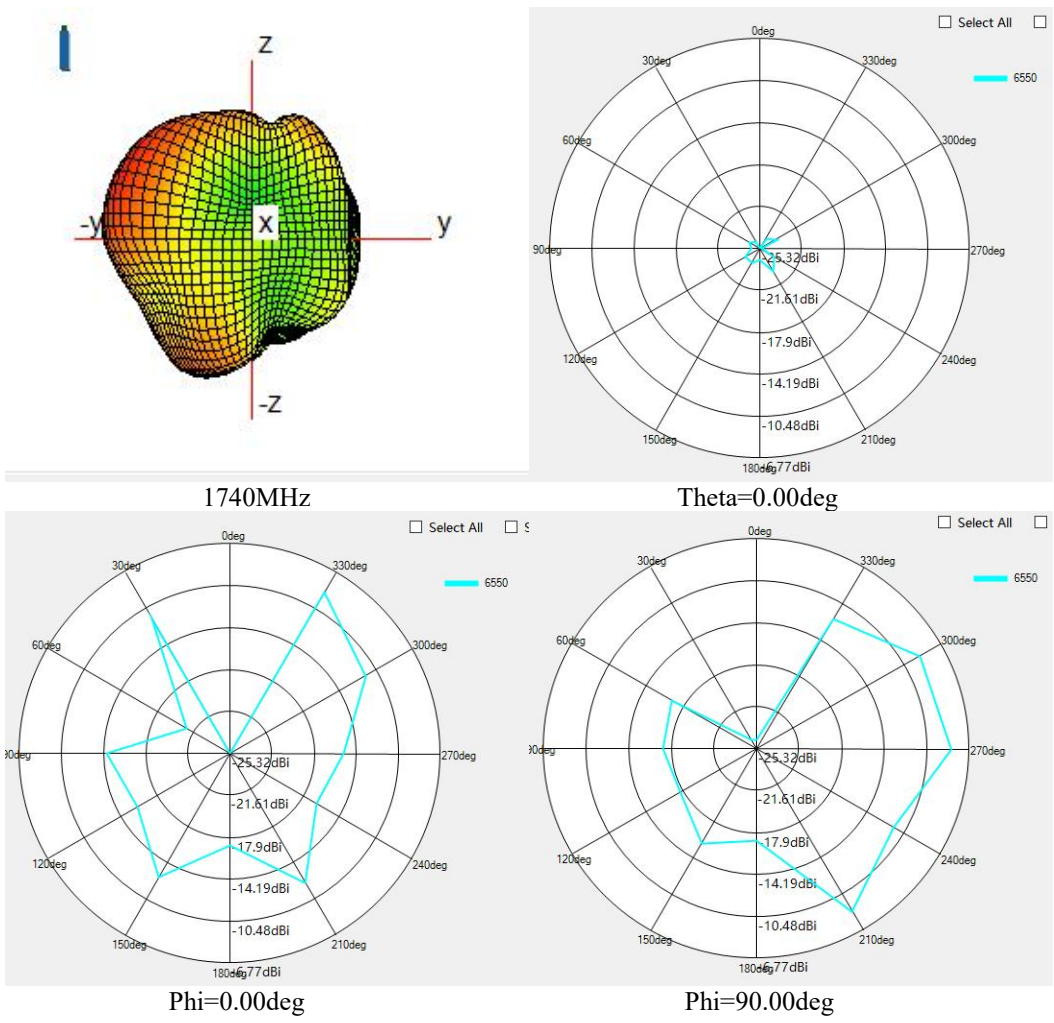 z
-y
x
y
-z
1740MHz
Select All
0deg
30deg
330deg
6550
60deg
300deg
90deg
270deg
-25.32dBi
-21.61dBi
-17.9dBi
120deg
240deg
-14.19dBi
-10.48dBi
150deg
210deg
180deg
-6.77dBi
Theta=0.00deg
Select All
0deg
30deg
330deg
6550
60deg
300deg
90deg
270deg
-25.32dBi
-21.61dBi
-17.9dBi
120deg
240deg
-14.19dBi
-10.48dBi
150deg
210deg
180deg
-6.77dBi
Phi=0.00deg
Select All
0deg
30deg
330deg
6550
60deg
300deg
90deg
270deg
-25.32dBi
-21.61dBi
-17.9dBi
120deg
240deg
-14.19dBi
-10.48dBi
150deg
210deg
180deg
-6.77dBi
Phi=90.00deg